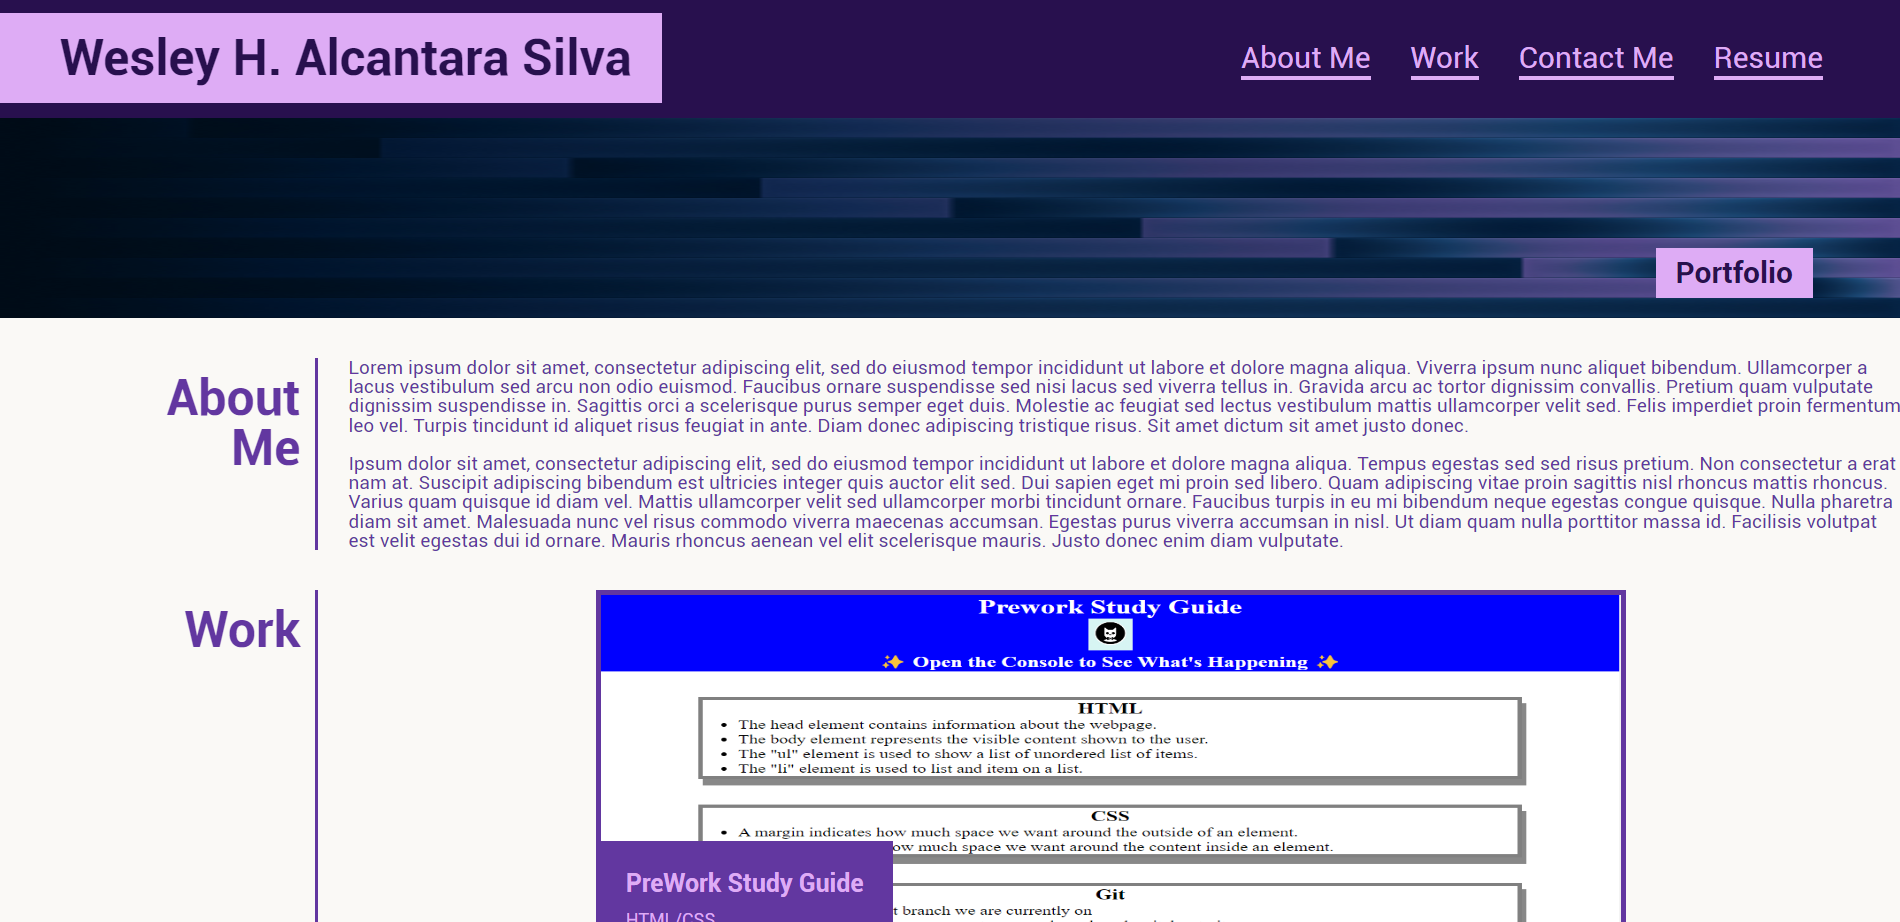 Wesley H. Alcantara Silva
About Me Work Contact Me Resume
Portfolio
About
Me
Lorem ipsum dolor sit amet, consectetur adipiscing elit, sed do eiusmod tempor incididunt ut labore et dolore magna aliqua. Viverra ipsum nunc aliquet bibendum. Ullamcorper a
lacus vestibulum sed arcu non odio euismod. Faucibus ornare suspendisse sed nisi lacus sed viverra tellus in. Gravida arcu ac tortor dignissim convallis. Pretium quam vulputate
dignissim suspendisse in. Sagittis orci a scelerisque purus semper eget duis. Molestie ac feugiat sed lectus vestibulum mattis ullamcorper velit sed. Felis imperdiet proin fermentum
leo vel. Turpis tincidunt id aliquet risus feugiat in ante. Diam donec adipiscing tristique risus. Sit amet dictum sit amet justo donec.
Ipsum dolor sit amet, consectetur adipiscing elit, sed do eiusmod tempor incididunt ut labore et dolore magna aliqua. Tempus egestas sed sed risus pretium. Non consectetur a erat
nam at. Suscipit adipiscing bibendum est ultricies integer quis auctor elit sed. Dui sapien eget mi proin sed libero. Quam adipiscing vitae proin sagittis nisl rhoncus mattis rhoncus.
Varius quam quisque id diam vel. Mattis ullamcorper velit sed ullamcorper morbi tincidunt ornare. Faucibus turpis in eu mi bibendum neque egestas congue quisque. Nulla pharetra
diam sit amet. Malesuada nunc vel risus commodo viverra maecenas accumsan. Egestas purus viverra accumsan in nisl. Ut diam quam nulla porttitor massa id. Facilisis volutpat
est velit egestas dui id ornare. Mauris rhoncus aenean vel elit scelerisque mauris. Justo donec enim diam vulputate.
Work
Prework Study Guide
✨ Open the Console to See What's Happening ✨
HTML
• The head element contains information about the webpage.
• The body element represents the visible content shown to the user.
• The "ul" element is used to show a list of unordered list of items.
• The "li" element is used to list and item on a list.
CSS
• A margin indicates how much space we want around the outside of an element.
ow much space we want around the content inside an element.
Git
t branch we are currently on
PreWork Study Guide
HTML/CSS